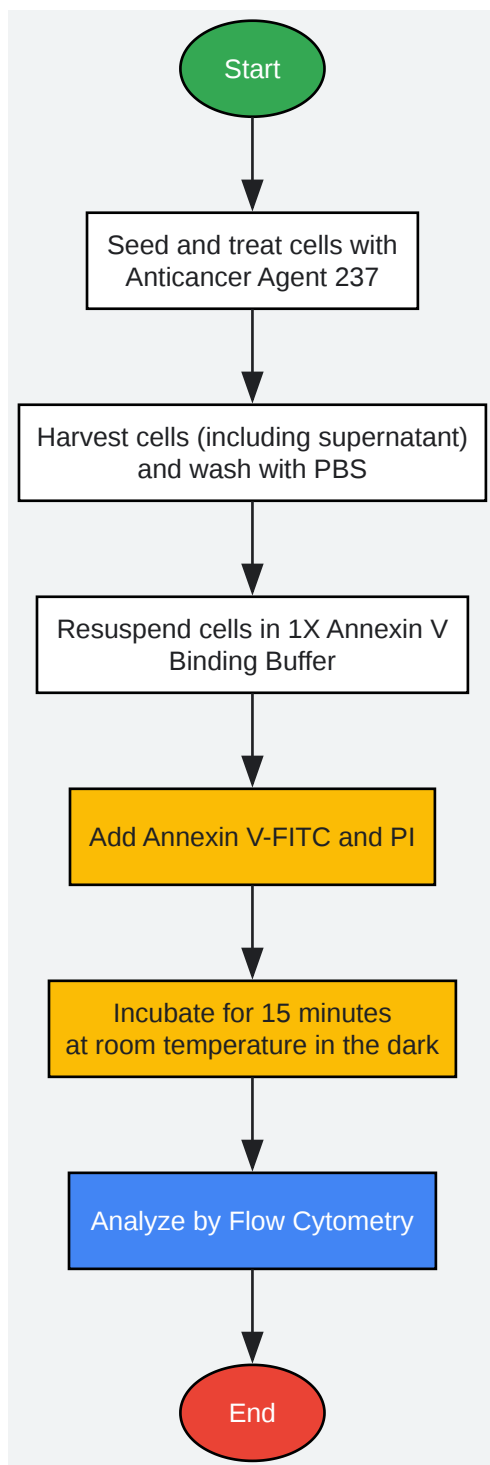 Start
Seed and treat cells with
Anticancer Agent 237
Harvest cells (including supernatant)
and wash with PBS
Resuspend cells in 1X Annexin V
Binding Buffer
Add Annexin V-FITC and PI
Incubate for 15 minutes
at room temperature in the dark
Analyze by Flow Cytometry
End